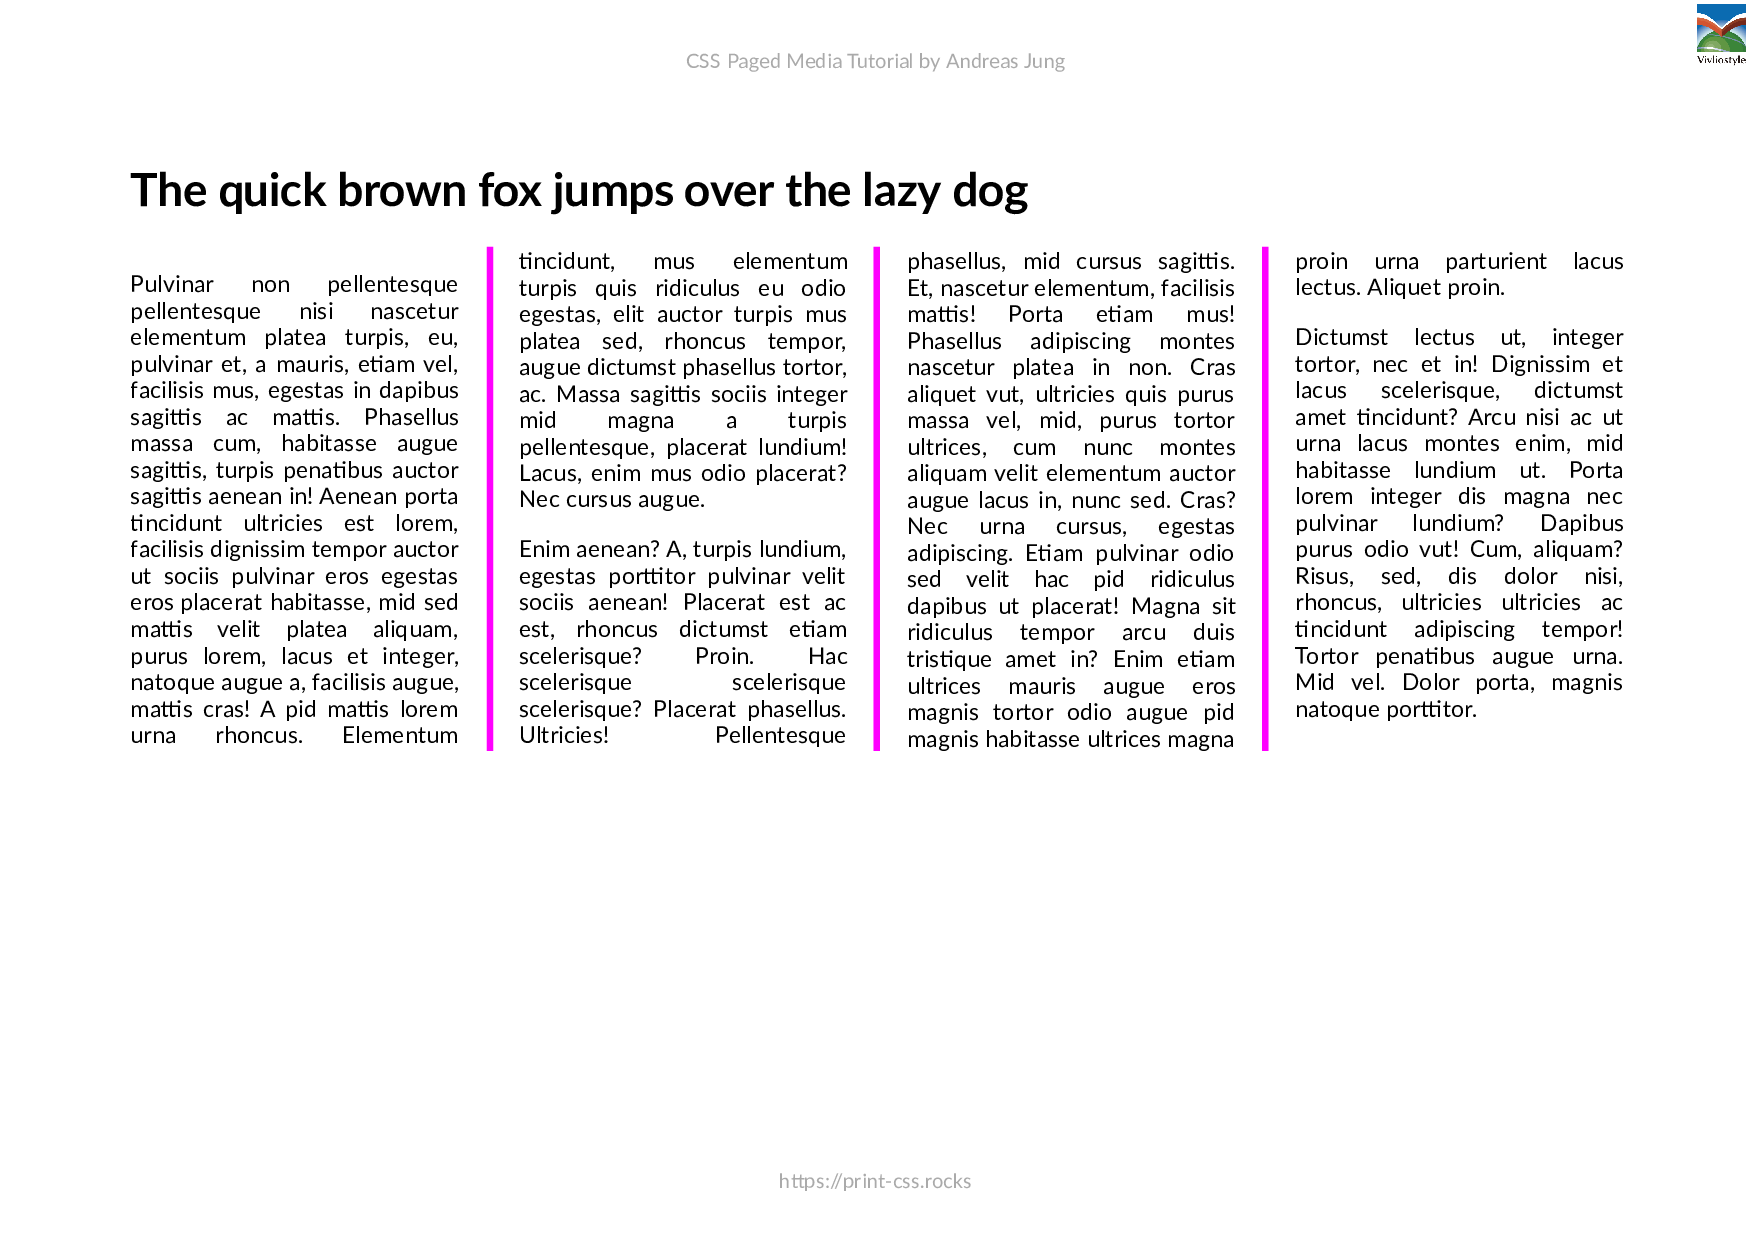 CSS Paged Media Tutorial by Andreas Jung
Vivliostyle
The quick brown fox jumps over the lazy dog
Pulvinar non pellentesque
pellentesque nisi nascetur
elementum platea turpis, eu,
pulvinar et, a mauris, etiam vel,
facilisis mus, egestas in dapibus
sagittis ac mattis. Phasellus
massa cum, habitasse augue
sagittis, turpis penatibus auctor
sagittis aenean in! Aenean porta
tincidunt ultricies est lorem,
facilisis dignissim tempor auctor
ut sociis pulvinar eros egestas
eros placerat habitasse, mid sed
mattis velit platea aliquam,
purus lorem, lacus et integer,
natoque augue a, facilisis augue,
mattis cras! A pid mattis lorem
urna rhoncus. Elementum
tincidunt, mus elementum
turpis quis ridiculus eu odio
egestas, elit auctor turpis mus
platea sed, rhoncus tempor,
augue dictumst phasellus tortor,
ac. Massa sagittis sociis integer
mid magna a turpis
pellentesque, placerat lundium!
Lacus, enim mus odio placerat?
Nec cursus augue.
Enim aenean? A, turpis lundium,
egestas porttitor pulvinar velit
sociis aenean! Placerat est ac
est, rhoncus dictumst etiam
scelerisque? Proin. Hac
scelerisque scelerisque
scelerisque? Placerat phasellus.
Ultricies! Pellentesque
phasellus, mid cursus sagittis.
Et, nascetur elementum, facilisis
mattis! Porta etiam mus!
Phasellus adipiscing montes
nascetur platea in non. Cras
aliquet vut, ultricies quis purus
massa vel, mid, purus tortor
ultrices, cum nunc montes
aliquam velit elementum auctor
augue lacus in, nunc sed. Cras?
Nec urna cursus, egestas
adipiscing. Etiam pulvinar odio
sed velit hac pid ridiculus
dapibus ut placerat! Magna sit
ridiculus tempor arcu duis
tristique amet in? Enim etiam
ultrices mauris augue eros
magnis tortor odio augue pid
magnis habitasse ultrices magna
proin urna parturient lacus
lectus. Aliquet proin.
Dictumst lectus ut, integer
tortor, nec et in! Dignissim et
lacus scelerisque, dictumst
amet tincidunt? Arcu nisi ac ut
urna lacus montes enim, mid
habitasse lundium ut. Porta
lorem integer dis magna nec
pulvinar lundium? Dapibus
purus odio vut! Cum, aliquam?
Risus, sed, dis dolor nisi,
rhoncus, ultricies ultricies ac
tincidunt adipiscing tempor!
Tortor penatibus augue urna.
Mid vel. Dolor porta, magnis
natoque porttitor.
https://print-css.rocks